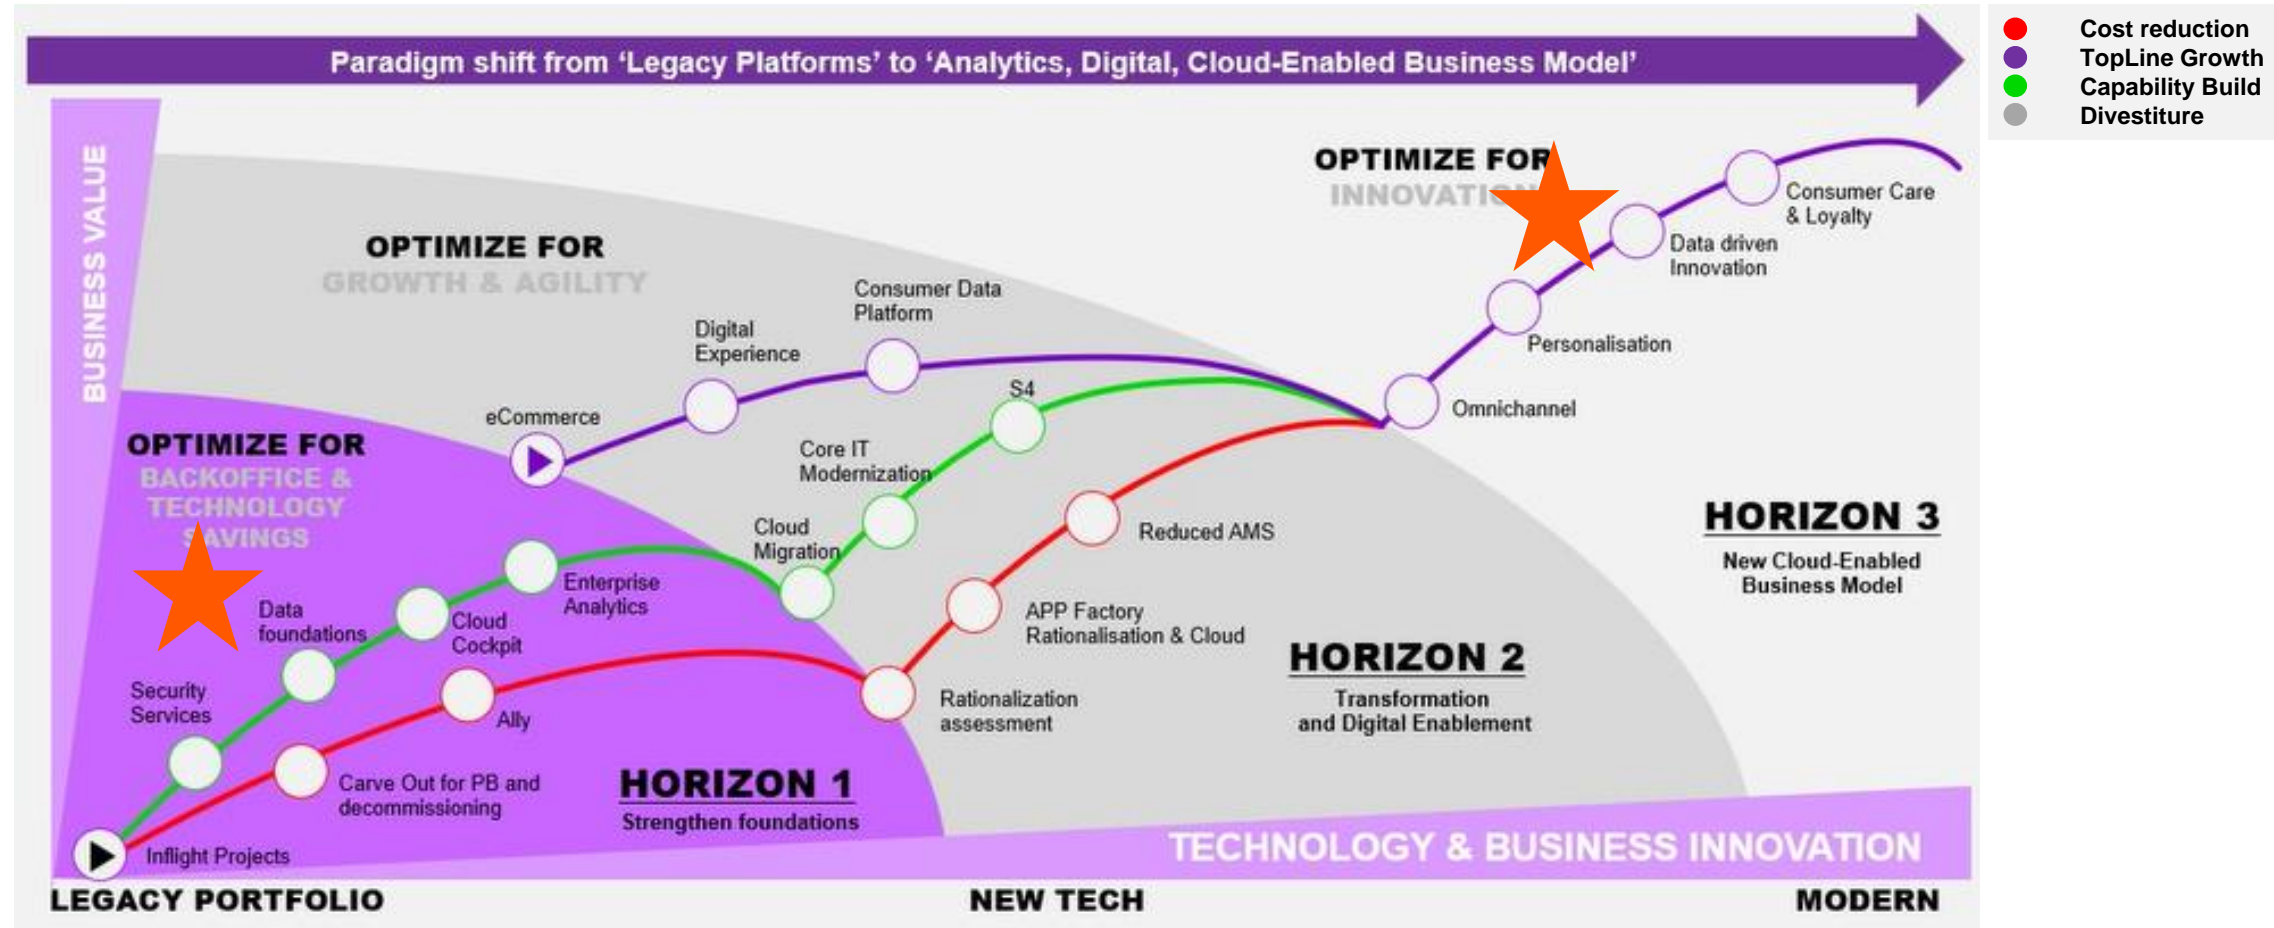 Paradigm shift from ‘Legacy Platforms’ to ‘Analytics, Digital, Cloud-Enabled Business Model’
Cost reduction
TopLine Growth
Capability Build
Divestiture
BUSINESS VALUE
OPTIMIZE FOR
INNOVATION
Consumer Care
& Loyalty
Data driven
Innovation
Personalisation
Omnichannel
OPTIMIZE FOR
GROWTH & AGILITY
Consumer Data
Platform
Digital
Experience
eCommerce
S4
Core IT
Modernization
Cloud
Migration
Reduced AMS
APP Factory
Rationalisation & Cloud
Rationalization
assessment
OPTIMIZE FOR
BACKOFFICE &
TECHNOLOGY
SAVINGS
Enterprise
Analytics
Data
foundations
Cloud
Cockpit
Security
Services
Ally
Carve Out for PB and
decommissioning
Inflight Projects
HORIZON 1
Strengthen foundations
HORIZON 2
Transformation
and Digital Enablement
HORIZON 3
New Cloud-Enabled
Business Model
TECHNOLOGY & BUSINESS INNOVATION
LEGACY PORTFOLIO
NEW TECH
MODERN